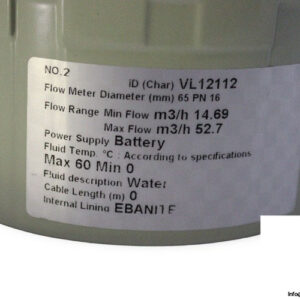 NO.2
iD (Char) VL12112
Flow Meter Diameter (mm) 65 PN 16
Flow Range Min Flow m3/h 14.69
Max Flow m3/h 52.7
Power Supply Battery
Fluid Temp. °C : According to specifications
Max 60 Min 0
Fluid description Water
Cable Length (m) 0
Internal Lining EBANITE